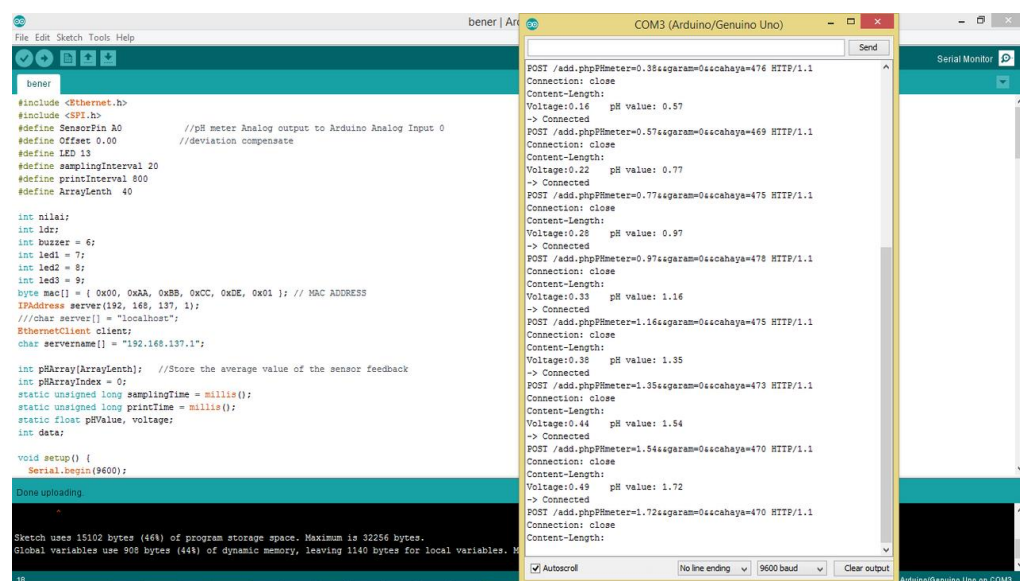 bener | Ar
File Edit Sketch Tools Help
Serial Monitor
bener
#include <Ethernet.h>
#include <SPI.h>
#define SensorPin A0 //pH meter Analog output to Arduino Analog Input 0
#define Offset 0.00 //deviation compensate
#define LED 13
#define samplingInterval 20
#define printInterval 800
#define ArrayLenth 40
int nilai;
int ldr;
int buzzer = 6;
int led1 = 7;
int led2 = 8;
int led3 = 9;
byte mac[] = { 0x00, 0xAA, 0xBB, 0xCC, 0xDE, 0x01 }; // MAC ADDRESS
IPAddress server(192, 168, 137, 1);
///char server[] = "localhost";
EthernetClient client;
char servername[] = "192.168.137.1";
int pHArray[ArrayLenth]; //Store the average value of the sensor feedback
int pHArrayIndex = 0;
static unsigned long samplingTime = millis();
static unsigned long printTime = millis();
static float pHValue, voltage;
int data;
void setup() {
Serial.begin(9600);
Done uploading.
Sketch uses 15102 bytes (46%) of program storage space. Maximum is 32256 bytes.
Global variables use 908 bytes (44%) of dynamic memory, leaving 1140 bytes for local variables. M
18
Arduino/Genuino Uno on COM3
COM3 (Arduino/Genuino Uno)
Send
POST /add.phpPHmeter=0.38&&garam=0&&cahaya=476 HTTP/1.1
Connection: close
Content-Length:
Voltage:0.16 pH value: 0.57
-> Connected
POST /add.phpPHmeter=0.57&&garam=0&&cahaya=469 HTTP/1.1
Connection: close
Content-Length:
Voltage:0.22 pH value: 0.77
-> Connected
POST /add.phpPHmeter=0.77&&garam=0&&cahaya=475 HTTP/1.1
Connection: close
Content-Length:
Voltage:0.28 pH value: 0.97
-> Connected
POST /add.phpPHmeter=0.97&&garam=0&&cahaya=478 HTTP/1.1
Connection: close
Content-Length:
Voltage:0.33 pH value: 1.16
-> Connected
POST /add.phpPHmeter=1.16&&garam=0&&cahaya=475 HTTP/1.1
Connection: close
Content-Length:
Voltage:0.38 pH value: 1.35
-> Connected
POST /add.phpPHmeter=1.35&&garam=0&&cahaya=473 HTTP/1.1
Connection: close
Content-Length:
Voltage:0.44 pH value: 1.54
-> Connected
POST /add.phpPHmeter=1.54&&garam=0&&cahaya=470 HTTP/1.1
Connection: close
Content-Length:
Voltage:0.49 pH value: 1.72
-> Connected
POST /add.phpPHmeter=1.72&&garam=0&&cahaya=470 HTTP/1.1
Connection: close
Content-Length:
Autoscroll
No line ending
9600 baud
Clear output